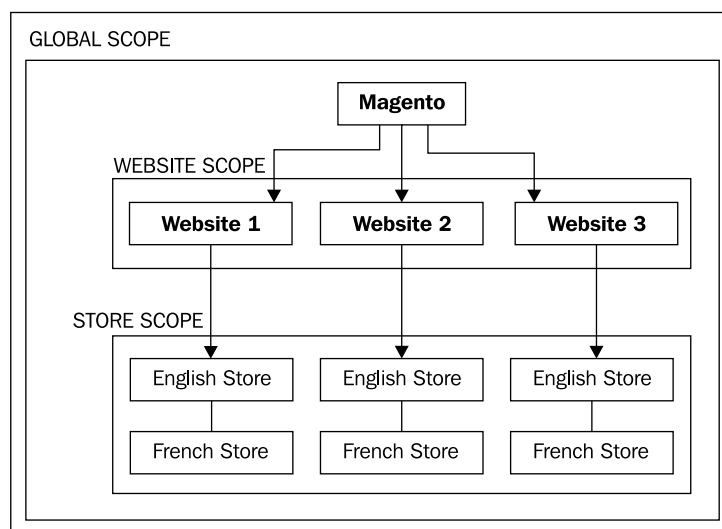 GLOBAL SCOPE
Magento
WEBSITE SCOPE
Website 1 Website 2 Website 3
STORE SCOPE
English Store English Store English Store
French Store French Store French Store